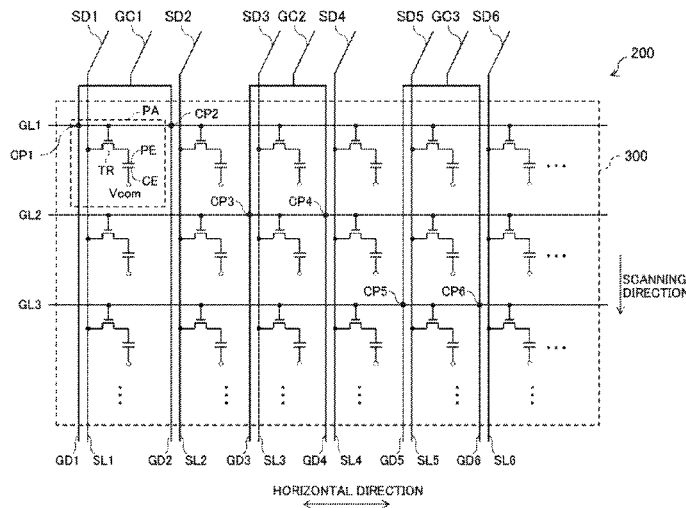 SD1 GC1 SD2 SD3 GC2 SD4 SD5 GC3 SD6
200
PA
GL1 CP2
CP1 PE 300
TR CE
Vcom
CP3 CP4
GL2
SCANNING
DIRECTION
GL3 CP5 CP6
GD1 SL1 GD2 SL2 GD3 SL3 GD4 SL4 GD5 SL5 GD6 SL6
HORIZONTAL DIRECTION